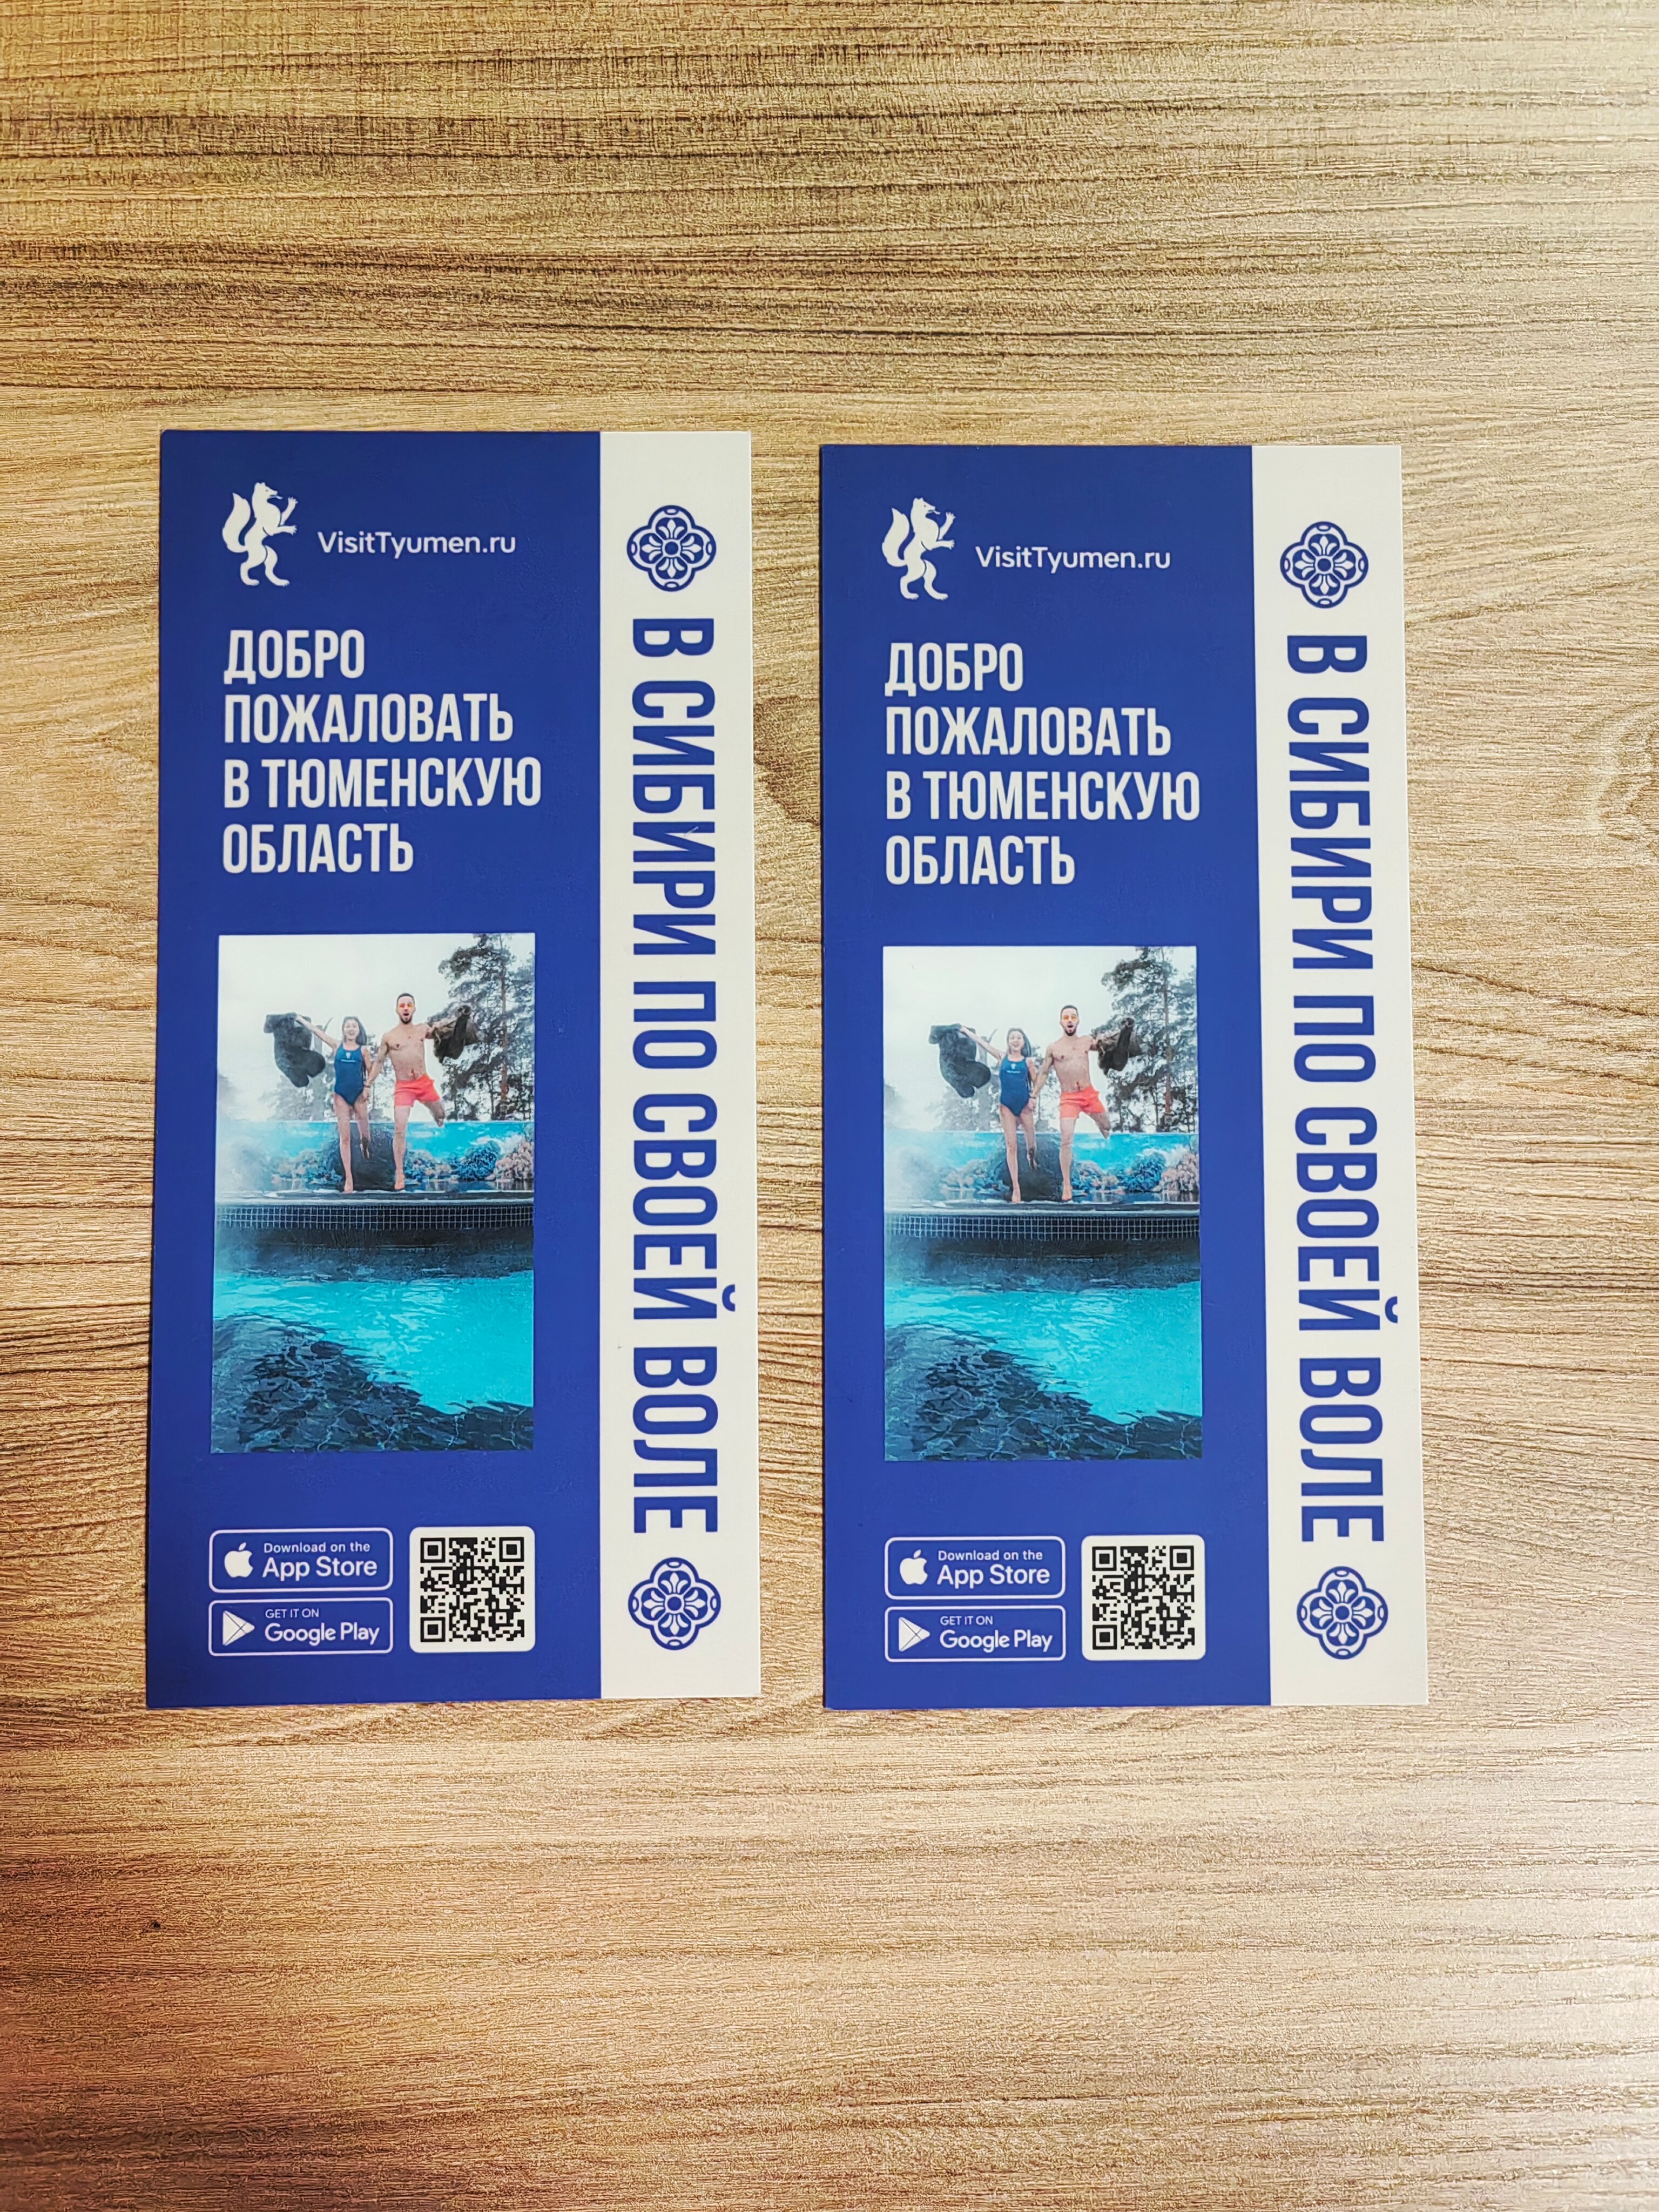 VisitTyumen.ru
ДОБРО
ПОЖАЛОВАТЬ
В ТЮМЕНСКУЮ
ОБЛАСТЬ
Download on the
App Store
GET IT ON
Google Play
В СИБИРИ ПО СВОЕЙ ВОЛЕ
VisitTyumen.ru
ДОБРО
ПОЖАЛОВАТЬ
В ТЮМЕНСКУЮ
ОБЛАСТЬ
Download on the
App Store
GET IT ON
Google Play
В СИБИРИ ПО СВОЕЙ ВОЛЕ